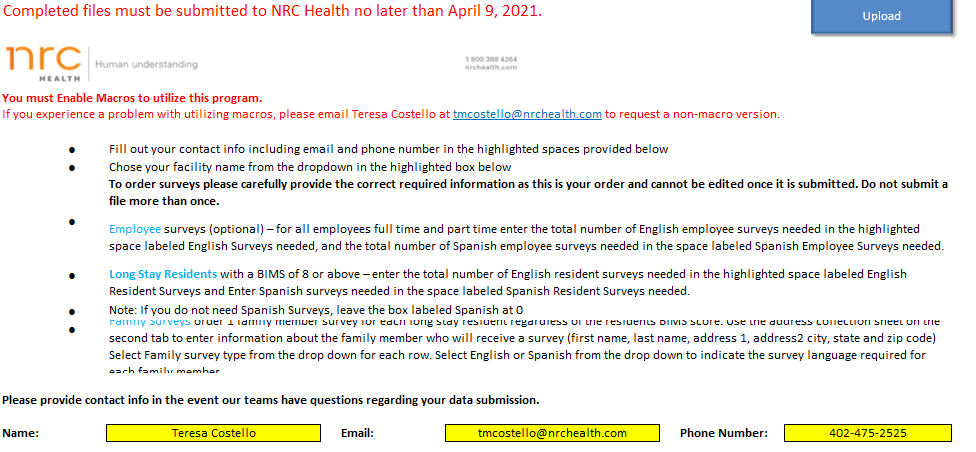 Completed files must be submitted to NRC Health no later than April 9, 2021.
Upload
nrc
HEALTH
Human understanding
1 800 388 4264
nrchealth.com
You must Enable Macros to utilize this program.
If you experience a problem with utilizing macros, please email Teresa Costello at tmcostello@nrchealth.com to request a non-macro version.
• Fill out your contact info including email and phone number in the highlighted spaces provided below
• Chose your facility name from the dropdown in the highlighted box below
To order surveys please carefully provide the correct required information as this is your order and cannot be edited once it is submitted. Do not submit a
file more than once.
• Employee surveys (optional) – for all employees full time and part time enter the total number of English employee surveys needed in the highlighted
space labeled English Surveys needed, and the total number of Spanish employee surveys needed in the space labeled Spanish Employee Surveys needed.
• Long Stay Residents with a BIMS of 8 or above – enter the total number of English resident surveys needed in the highlighted space labeled English
Resident Surveys and Enter Spanish surveys needed in the space labeled Spanish Resident Surveys needed.
• Note: If you do not need Spanish Surveys, leave the box labeled Spanish at 0
• Family Surveys order 1 family member survey for each long stay resident regardless of the residents BIMS score. Use the address collection sheet on the
second tab to enter information about the family member who will receive a survey (first name, last name, address 1, address2 city, state and zip code)
Select Family survey type from the drop down for each row. Select English or Spanish from the drop down to indicate the survey language required for
each family member
Please provide contact info in the event our teams have questions regarding your data submission.
Name: Teresa Costello Email: tmcostello@nrchealth.com Phone Number: 402-475-2525